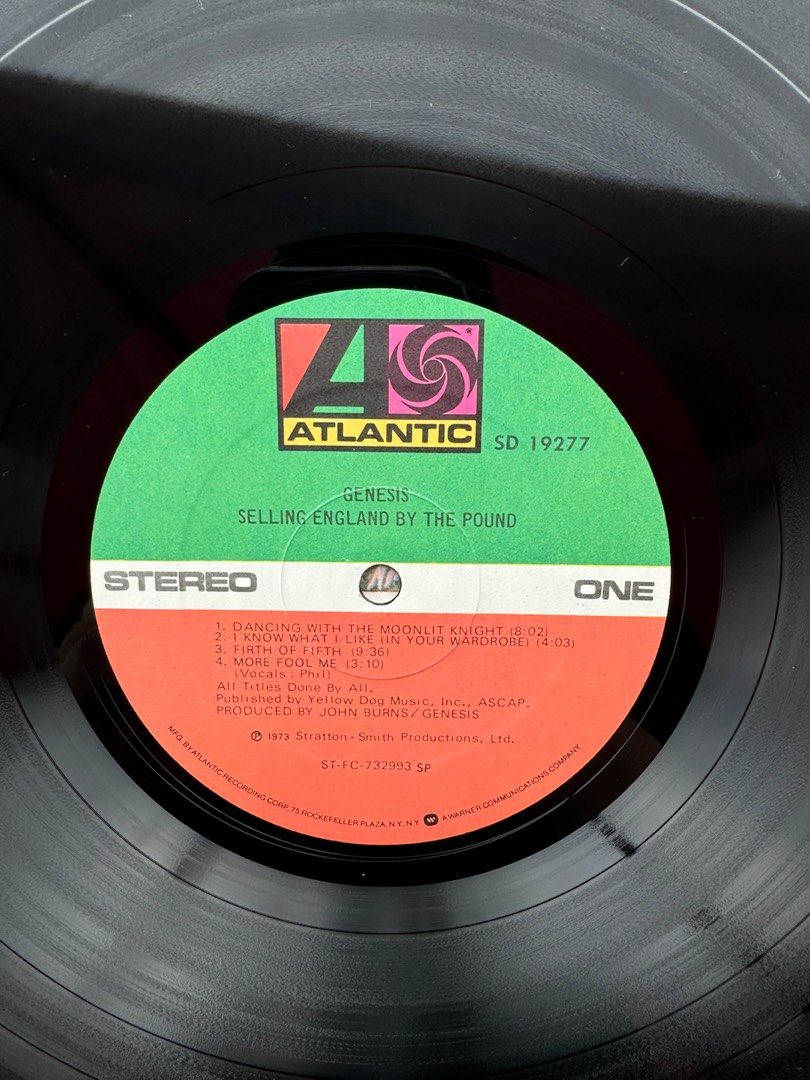 ATLANTIC
SD 19277
GENESIS
SELLING ENGLAND BY THE POUND
STEREO
ONE
1. DANCING WITH THE MOONLIT KNIGHT (8:02)
2. I KNOW WHAT I LIKE (IN YOUR WARDROBE) (4:03)
3. FIRTH OF FIFTH (9:36)
4. MORE FOOL ME (3:10)
(Vocals: Phil)
All Titles Done By All.
Published by Yellow Dog Music, Inc., ASCAP.
PRODUCED BY JOHN BURNS/GENESIS
℗ 1973 Stratton-Smith Productions, Ltd.
ST-FC-732993 SP
MFG. BY ATLANTIC RECORDING CORP. 75 ROCKEFELLER PLAZA, N.Y. N.Y. A WARNER COMMUNICATIONS COMPANY